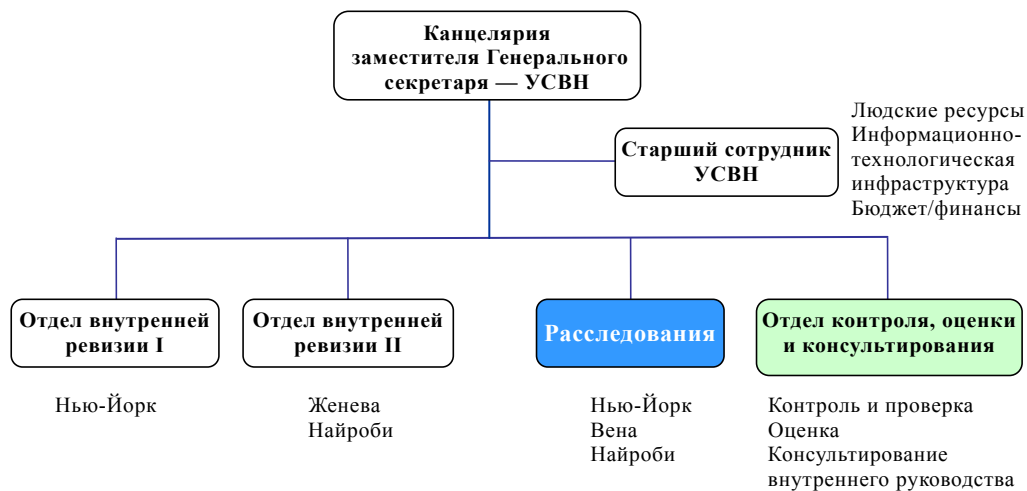 Канцелярия
заместителя Генерального
секретаря — УСВН
Старший сотрудник
УСВН
Людские ресурсы
Информационно-
технологическая
инфраструктура
Бюджет/финансы
Отдел внутренней
ревизии I
Отдел внутренней
ревизии II
Расследования
Отдел контроля, оценки
и консультирования
Нью-Йорк
Женева
Найроби
Нью-Йорк
Вена
Найроби
Контроль и проверка
Оценка
Консультирование
внутреннего руководства